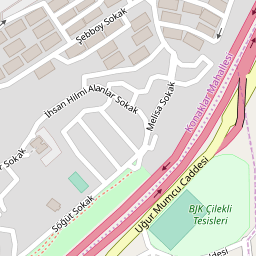 Şebboy Sokak
İhsan Hilmi Alanlar Sokak
Melisa Sokak
Konaklar Mahallesi
Sokak
Söğüt Sokak
Uğur Mumcu Caddesi
BJK Çilekli
Tesisleri